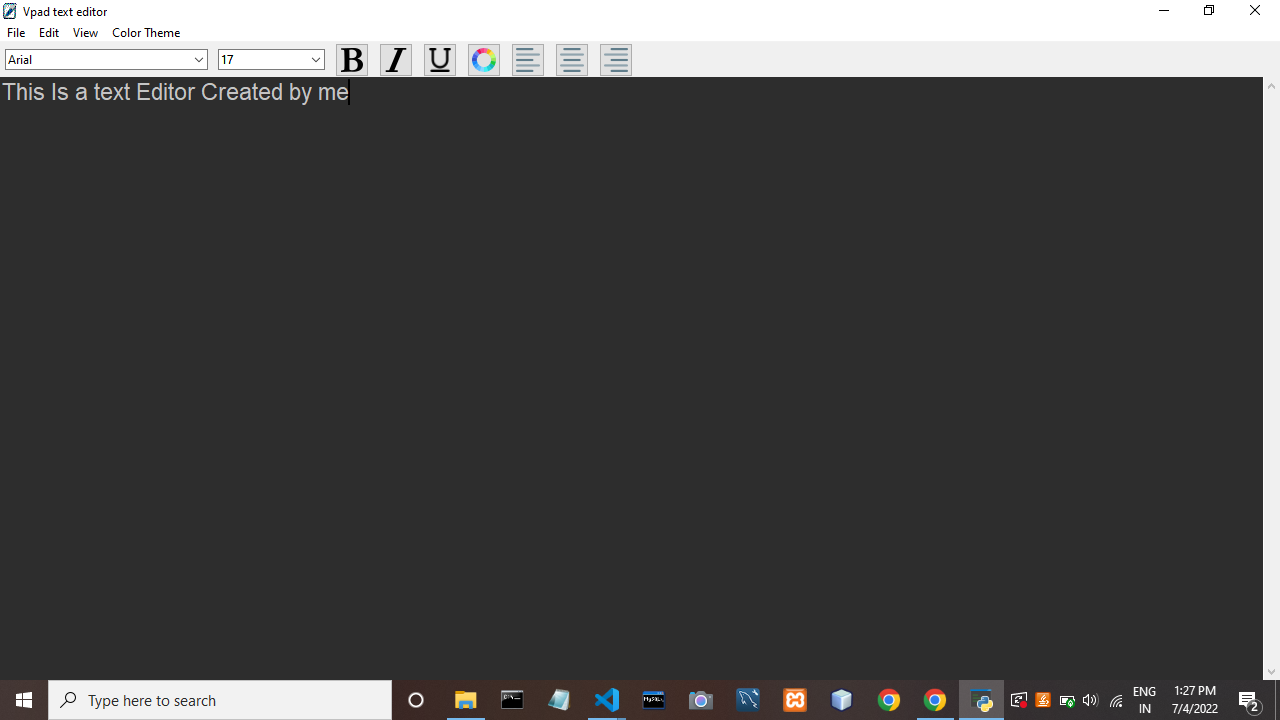 Vpad text editor
File Edit View Color Theme
Arial 17 B I U
This Is a text Editor Created by me
Type here to search
ENG 1:27 PM
IN 7/4/2022 2